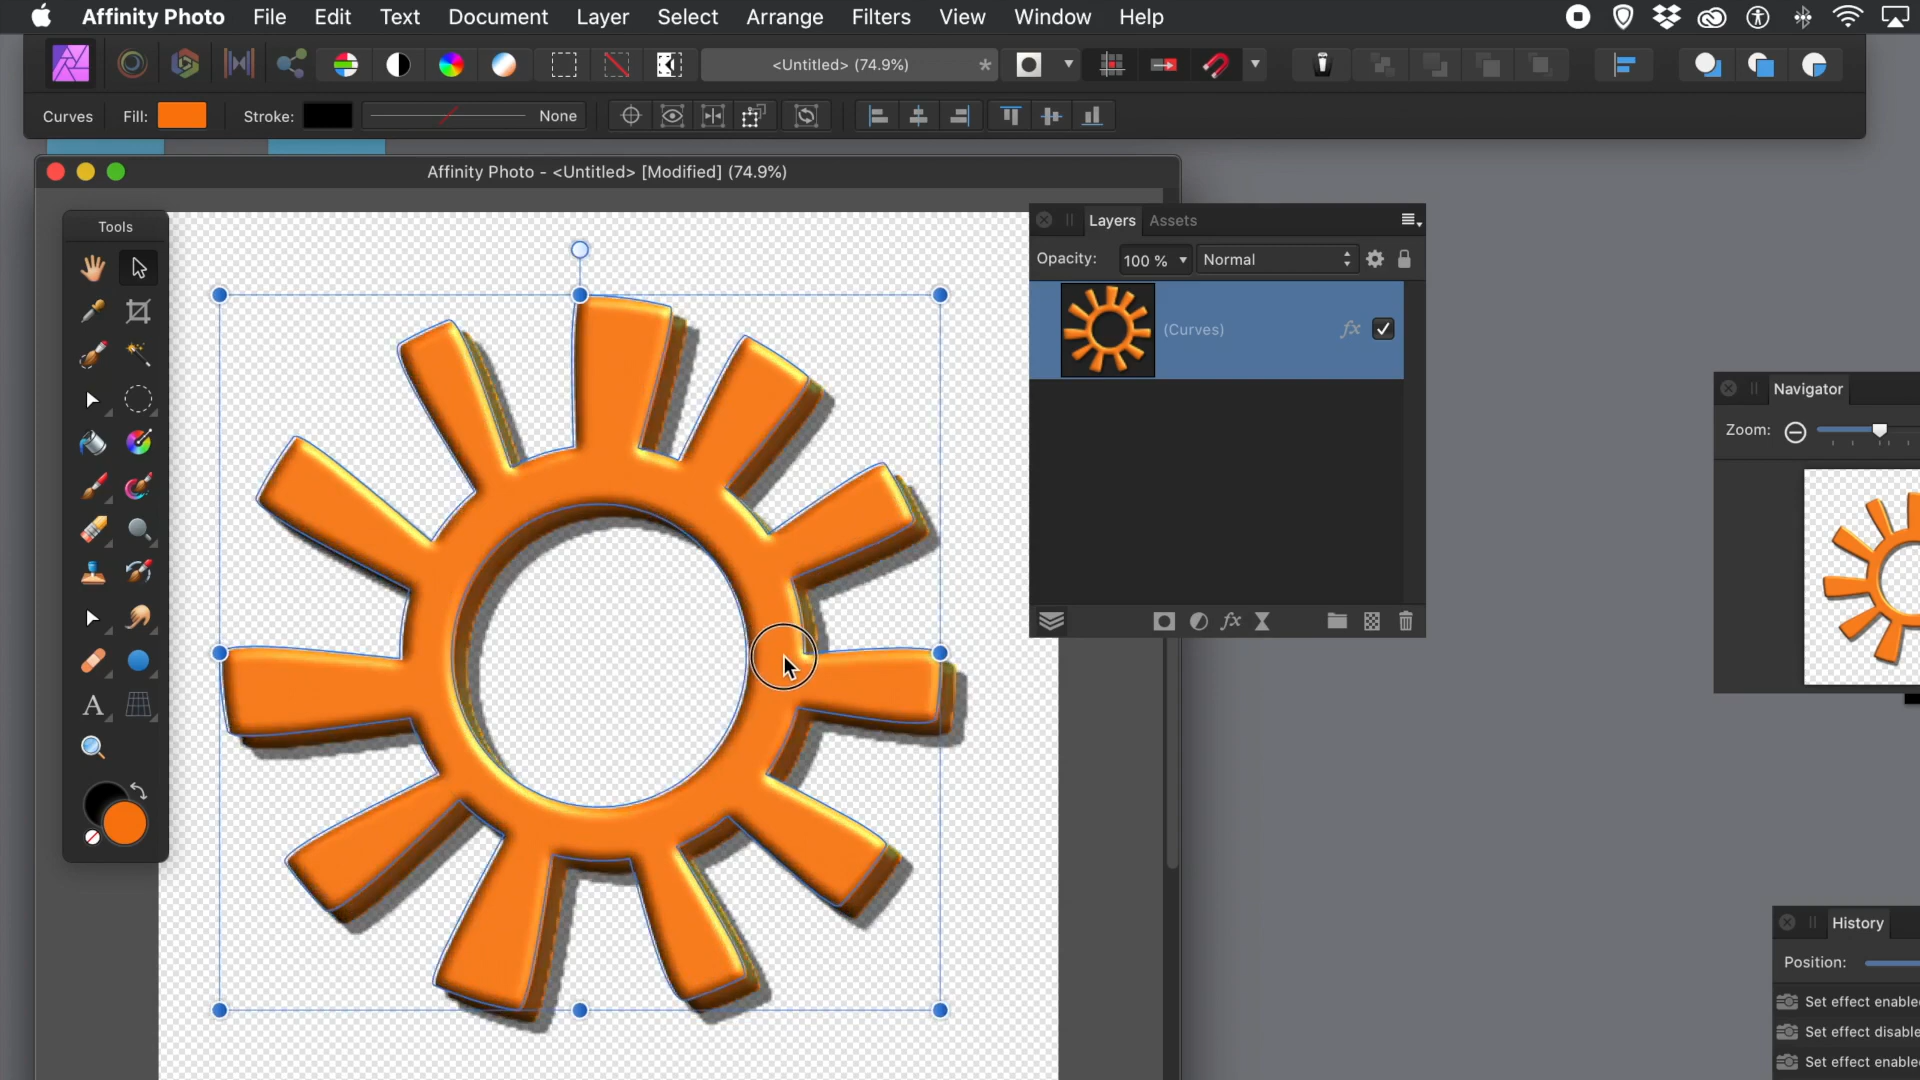 Affinity Photo File Edit Text Document Layer Select Arrange Filters View Window Help
<Untitled> (74.9%) *
Curves Fill: Stroke: None
Affinity Photo - <Untitled> [Modified] (74.9%)
Tools
Layers Assets
Opacity: 100 % Normal
(Curves) fx
fx
Navigator
Zoom:
History
Position:
Set effect enable
Set effect disable
Set effect enable